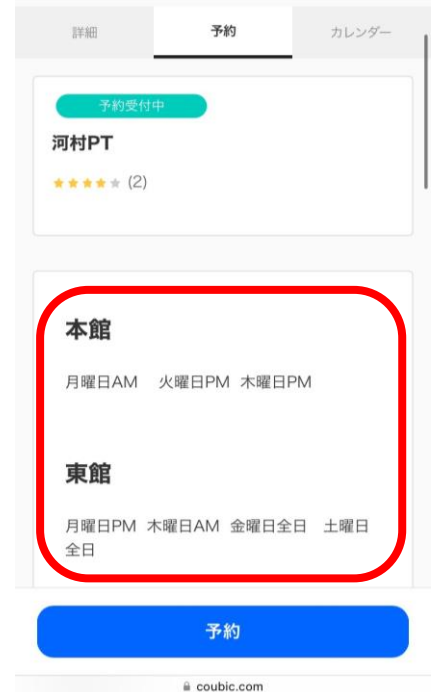 詳細 予約 カレンダー
予約受付中
河村PT
★★★★★ (2)
本館
月曜日AM 火曜日PM 木曜日PM
東館
月曜日PM 木曜日AM 金曜日全日 土曜日
全日
予約
coubic.com